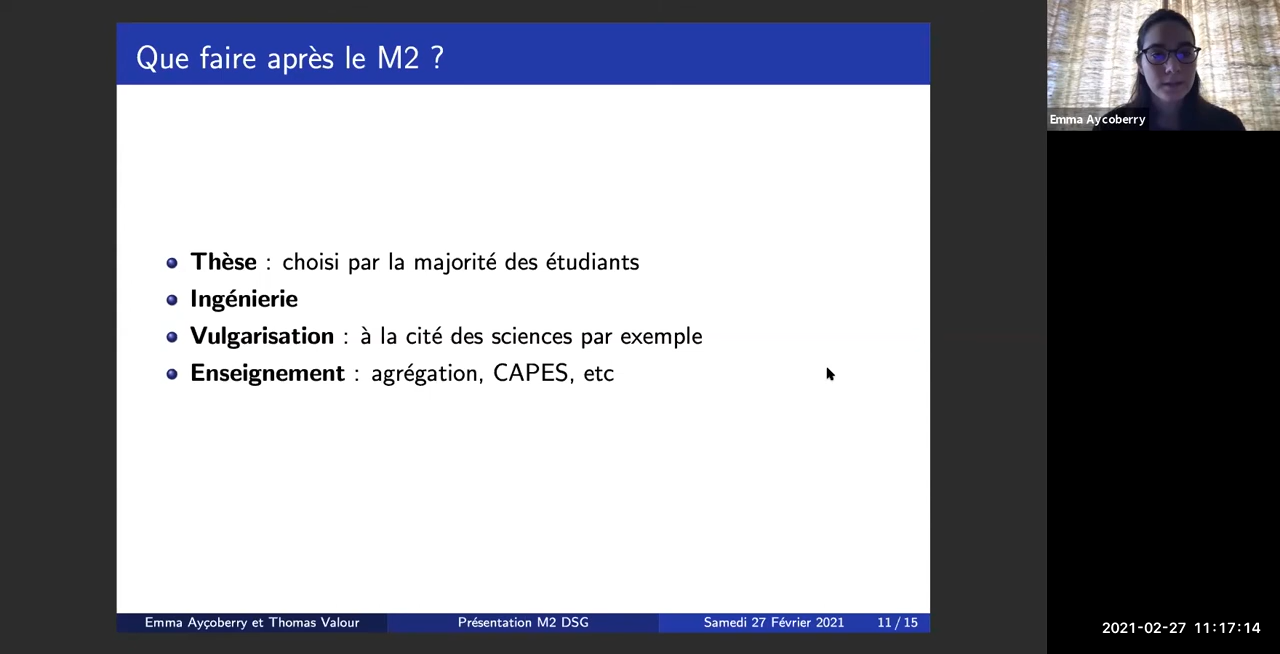 Que faire après le M2 ?
Thèse : choisi par la majorité des étudiants
Ingénierie
Vulgarisation : à la cité des sciences par exemple
Enseignement : agrégation, CAPES, etc
Emma Ayçoberry et Thomas Valour
Présentation M2 DSG
Samedi 27 Février 2021
11 / 15
Emma Aycoberry
2021-02-27 11:17:14